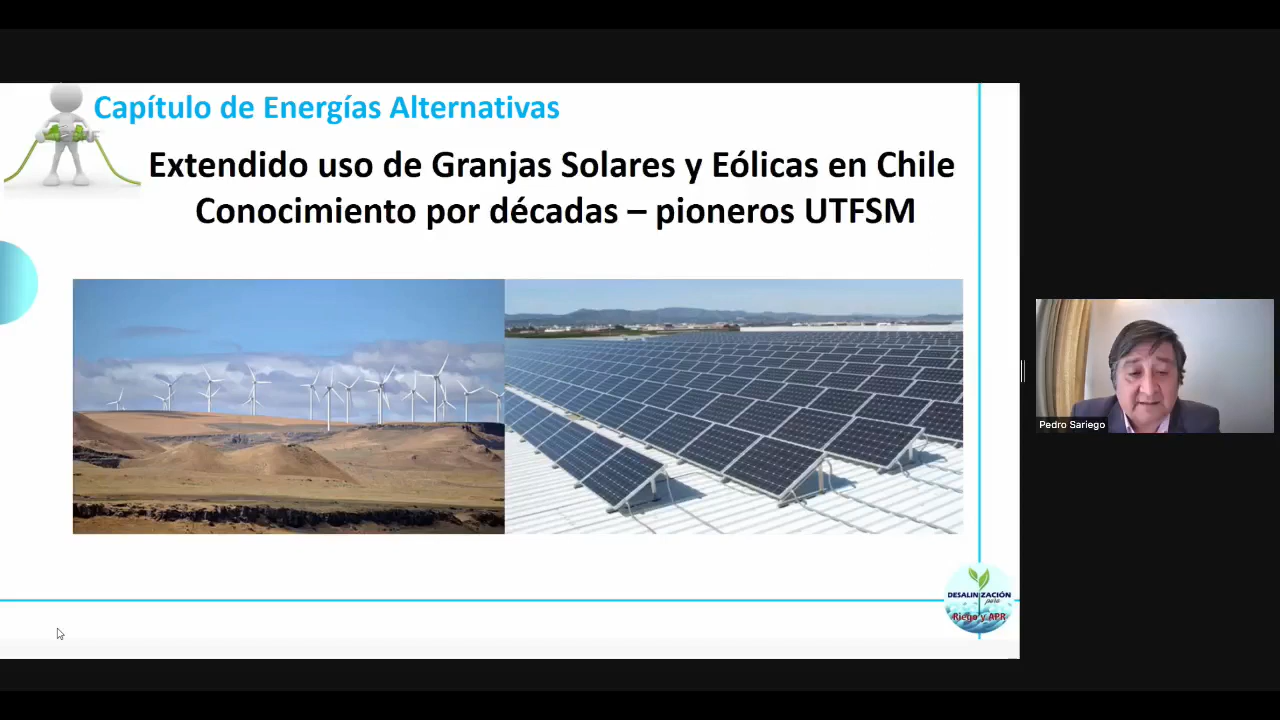 Capítulo de Energías Alternativas
Extendido uso de Granjas Solares y Eólicas en Chile
Conocimiento por décadas – pioneros UTFSM
Pedro Sariego
DESALINIZACIÓN
para
Riego y APR